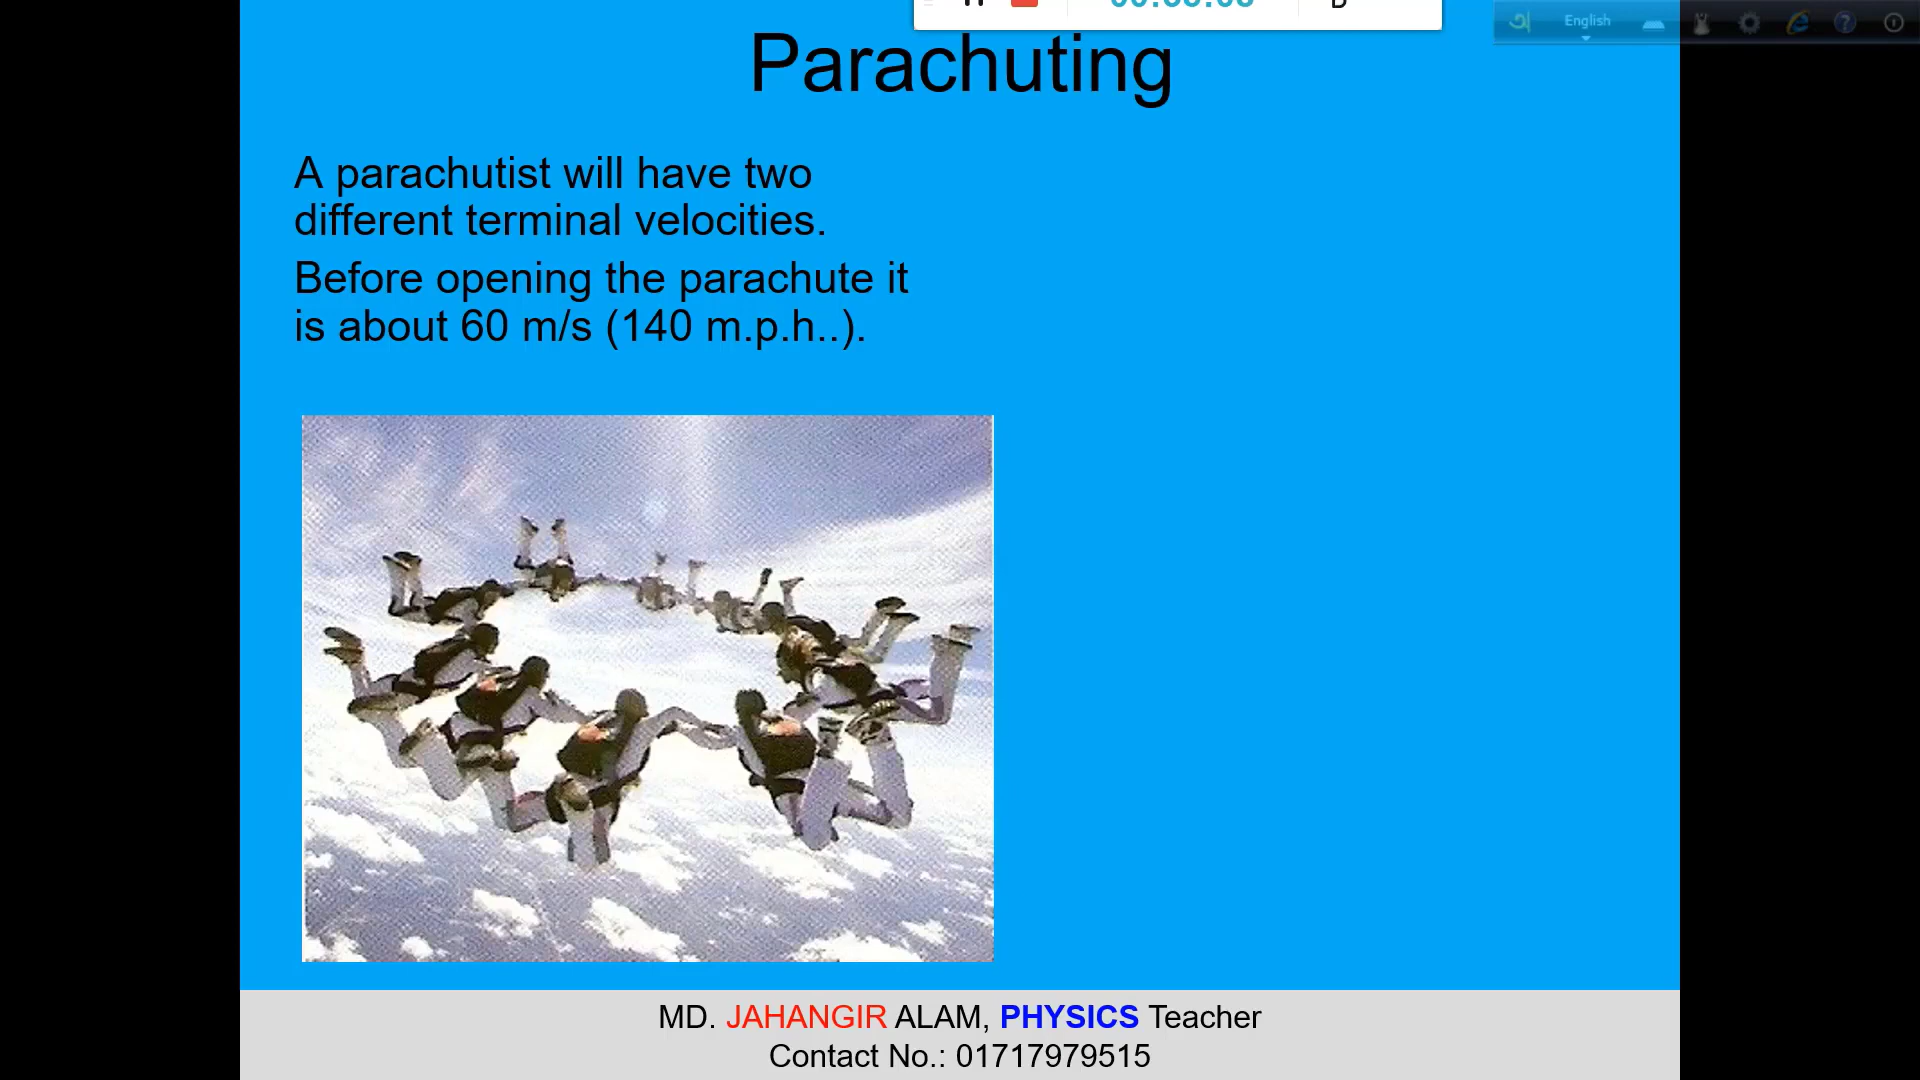 English
Parachuting
A parachutist will have two
different terminal velocities.
Before opening the parachute it
is about 60 m/s (140 m.p.h..).
MD. JAHANGIR ALAM, PHYSICS Teacher
Contact No.: 01717979515